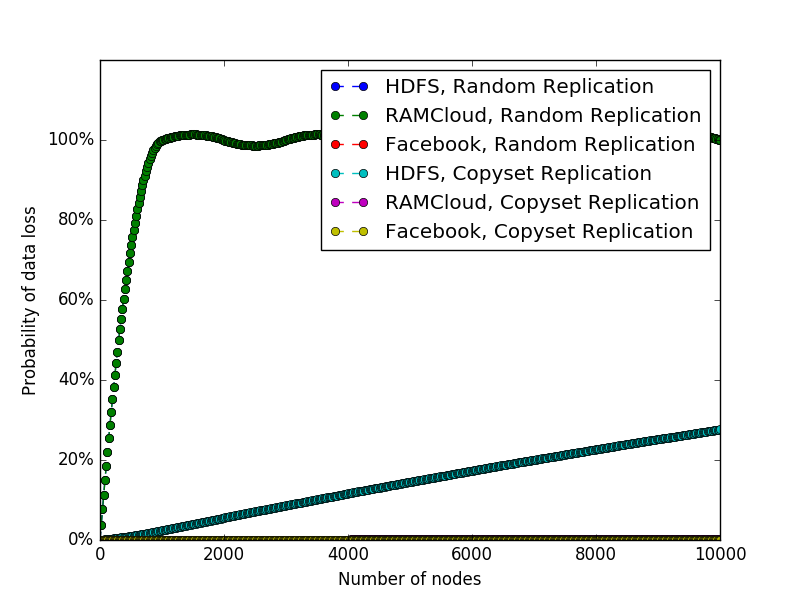 HDFS, Random Replication
RAMCloud, Random Replication
Facebook, Random Replication
HDFS, Copyset Replication
RAMCloud, Copyset Replication
Facebook, Copyset Replication
100%
80%
60%
40%
20%
0%
Probability of data loss
0 2000 4000 6000 8000 10000
Number of nodes